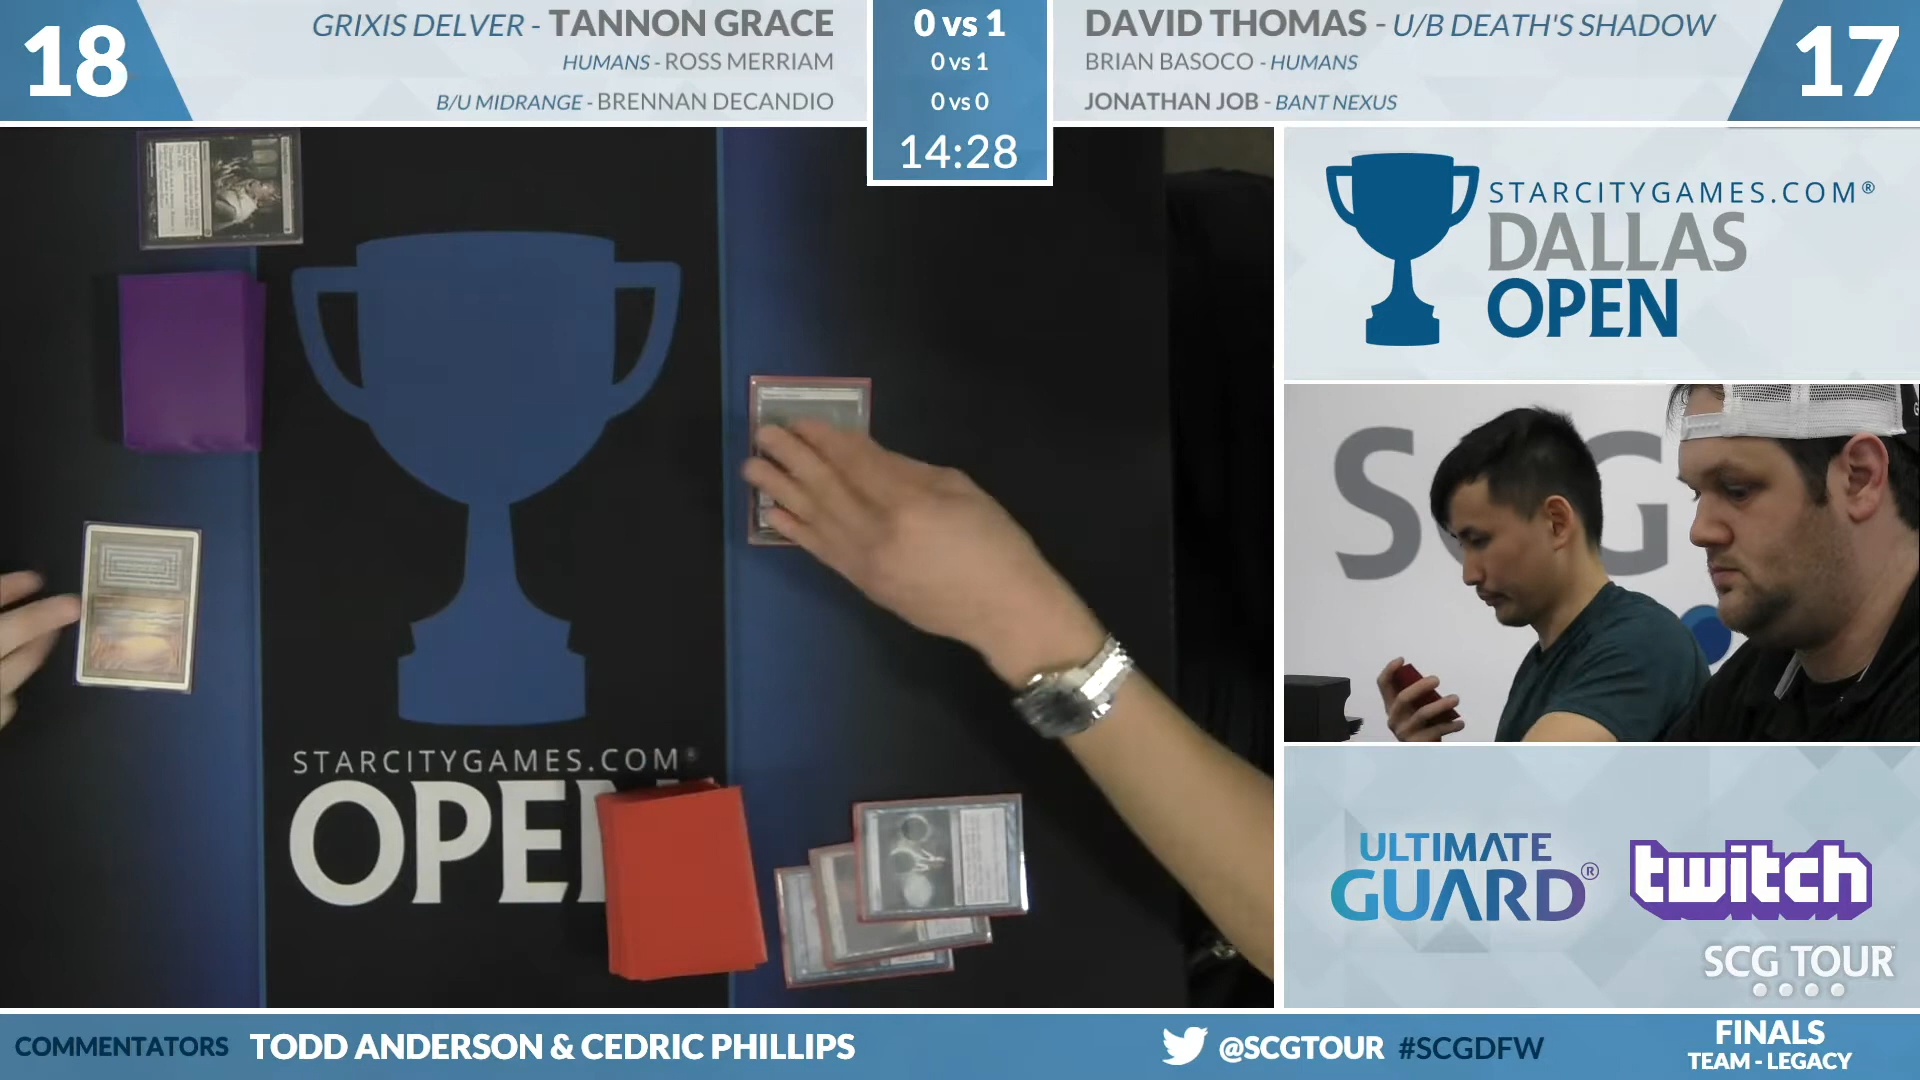 18
GRIXIS DELVER - TANNON GRACE
HUMANS - ROSS MERRIAM
B/U MIDRANGE - BRENNAN DECANDIO
0 vs 1
0 vs 1
0 vs 0
14:28
DAVID THOMAS - U/B DEATH'S SHADOW
BRIAN BASOCO - HUMANS
JONATHAN JOB - BANT NEXUS
17
STARCITYGAMES.COM®
DALLAS
OPEN
STARCITYGAMES.COM®
OPEN
SCG
ULTIMATE
GUARD®
twitch
SCG TOUR
COMMENTATORS TODD ANDERSON & CEDRIC PHILLIPS
@SCGTOUR #SCGDFW
FINALS
TEAM - LEGACY